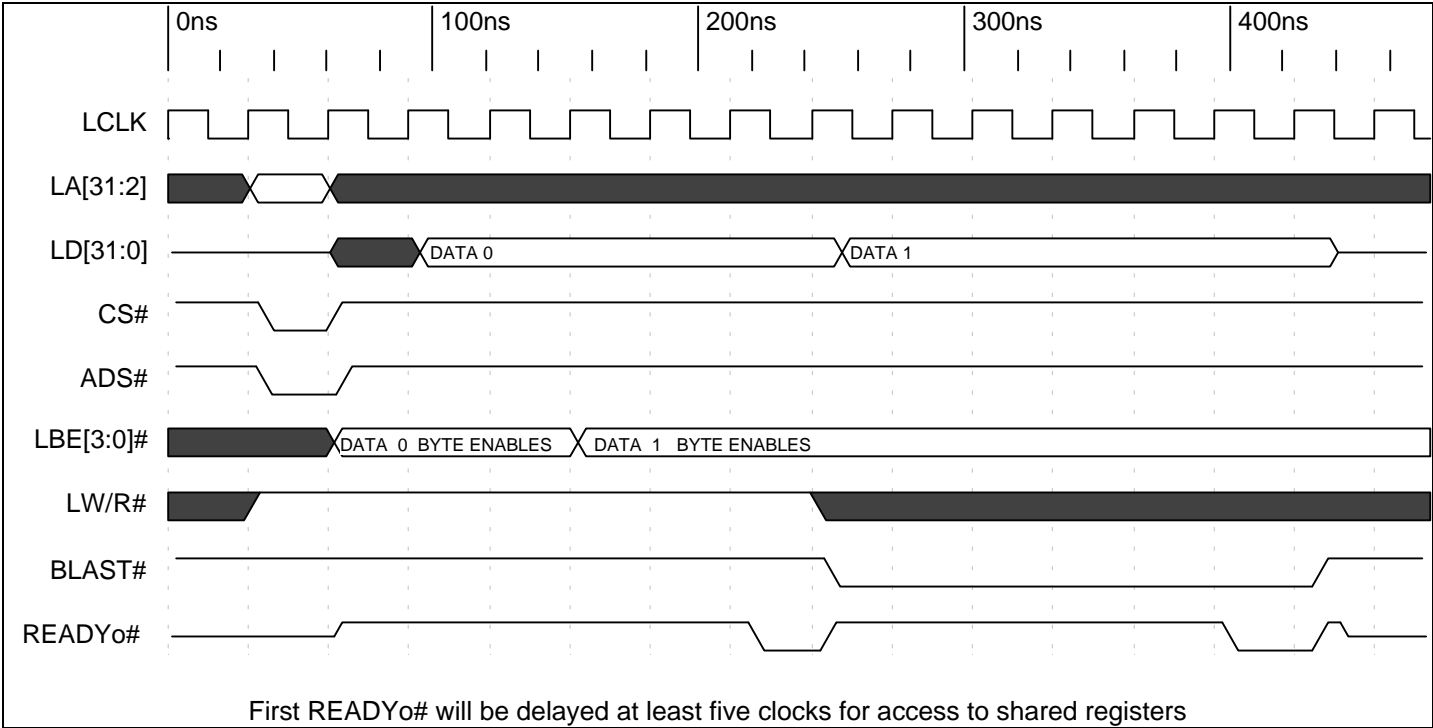 0ns 100ns 200ns 300ns 400ns
LCLK
LA[31:2]
LD[31:0] DATA 0 DATA 1
CS#
ADS#
LBE[3:0]# DATA 0 BYTE ENABLES DATA 1 BYTE ENABLES
LW/R#
BLAST#
READYo#
First READYo# will be delayed at least five clocks for access to shared registers